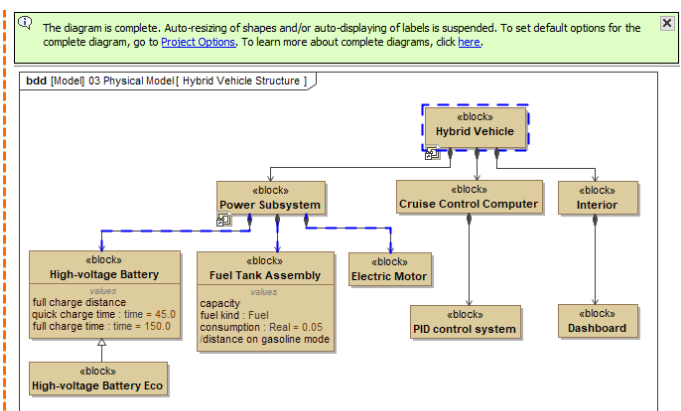 The diagram is complete. Auto-resizing of shapes and/or auto-displaying of labels is suspended. To set default options for the
complete diagram, go to Project Options. To learn more about complete diagrams, click here.
bdd [Model] 03 Physical Model[ Hybrid Vehicle Structure ]
«block»
Hybrid Vehicle
«block»
Power Subsystem
«block»
Cruise Control Computer
«block»
Interior
«block»
High-voltage Battery
values
full charge distance
quick charge time : time = 45.0
full charge time : time = 150.0
«block»
Fuel Tank Assembly
values
capacity
fuel kind : Fuel
consumption : Real = 0.05
/distance on gasoline mode
«block»
Electric Motor
«block»
PID control system
«block»
Dashboard
«block»
High-voltage Battery Eco